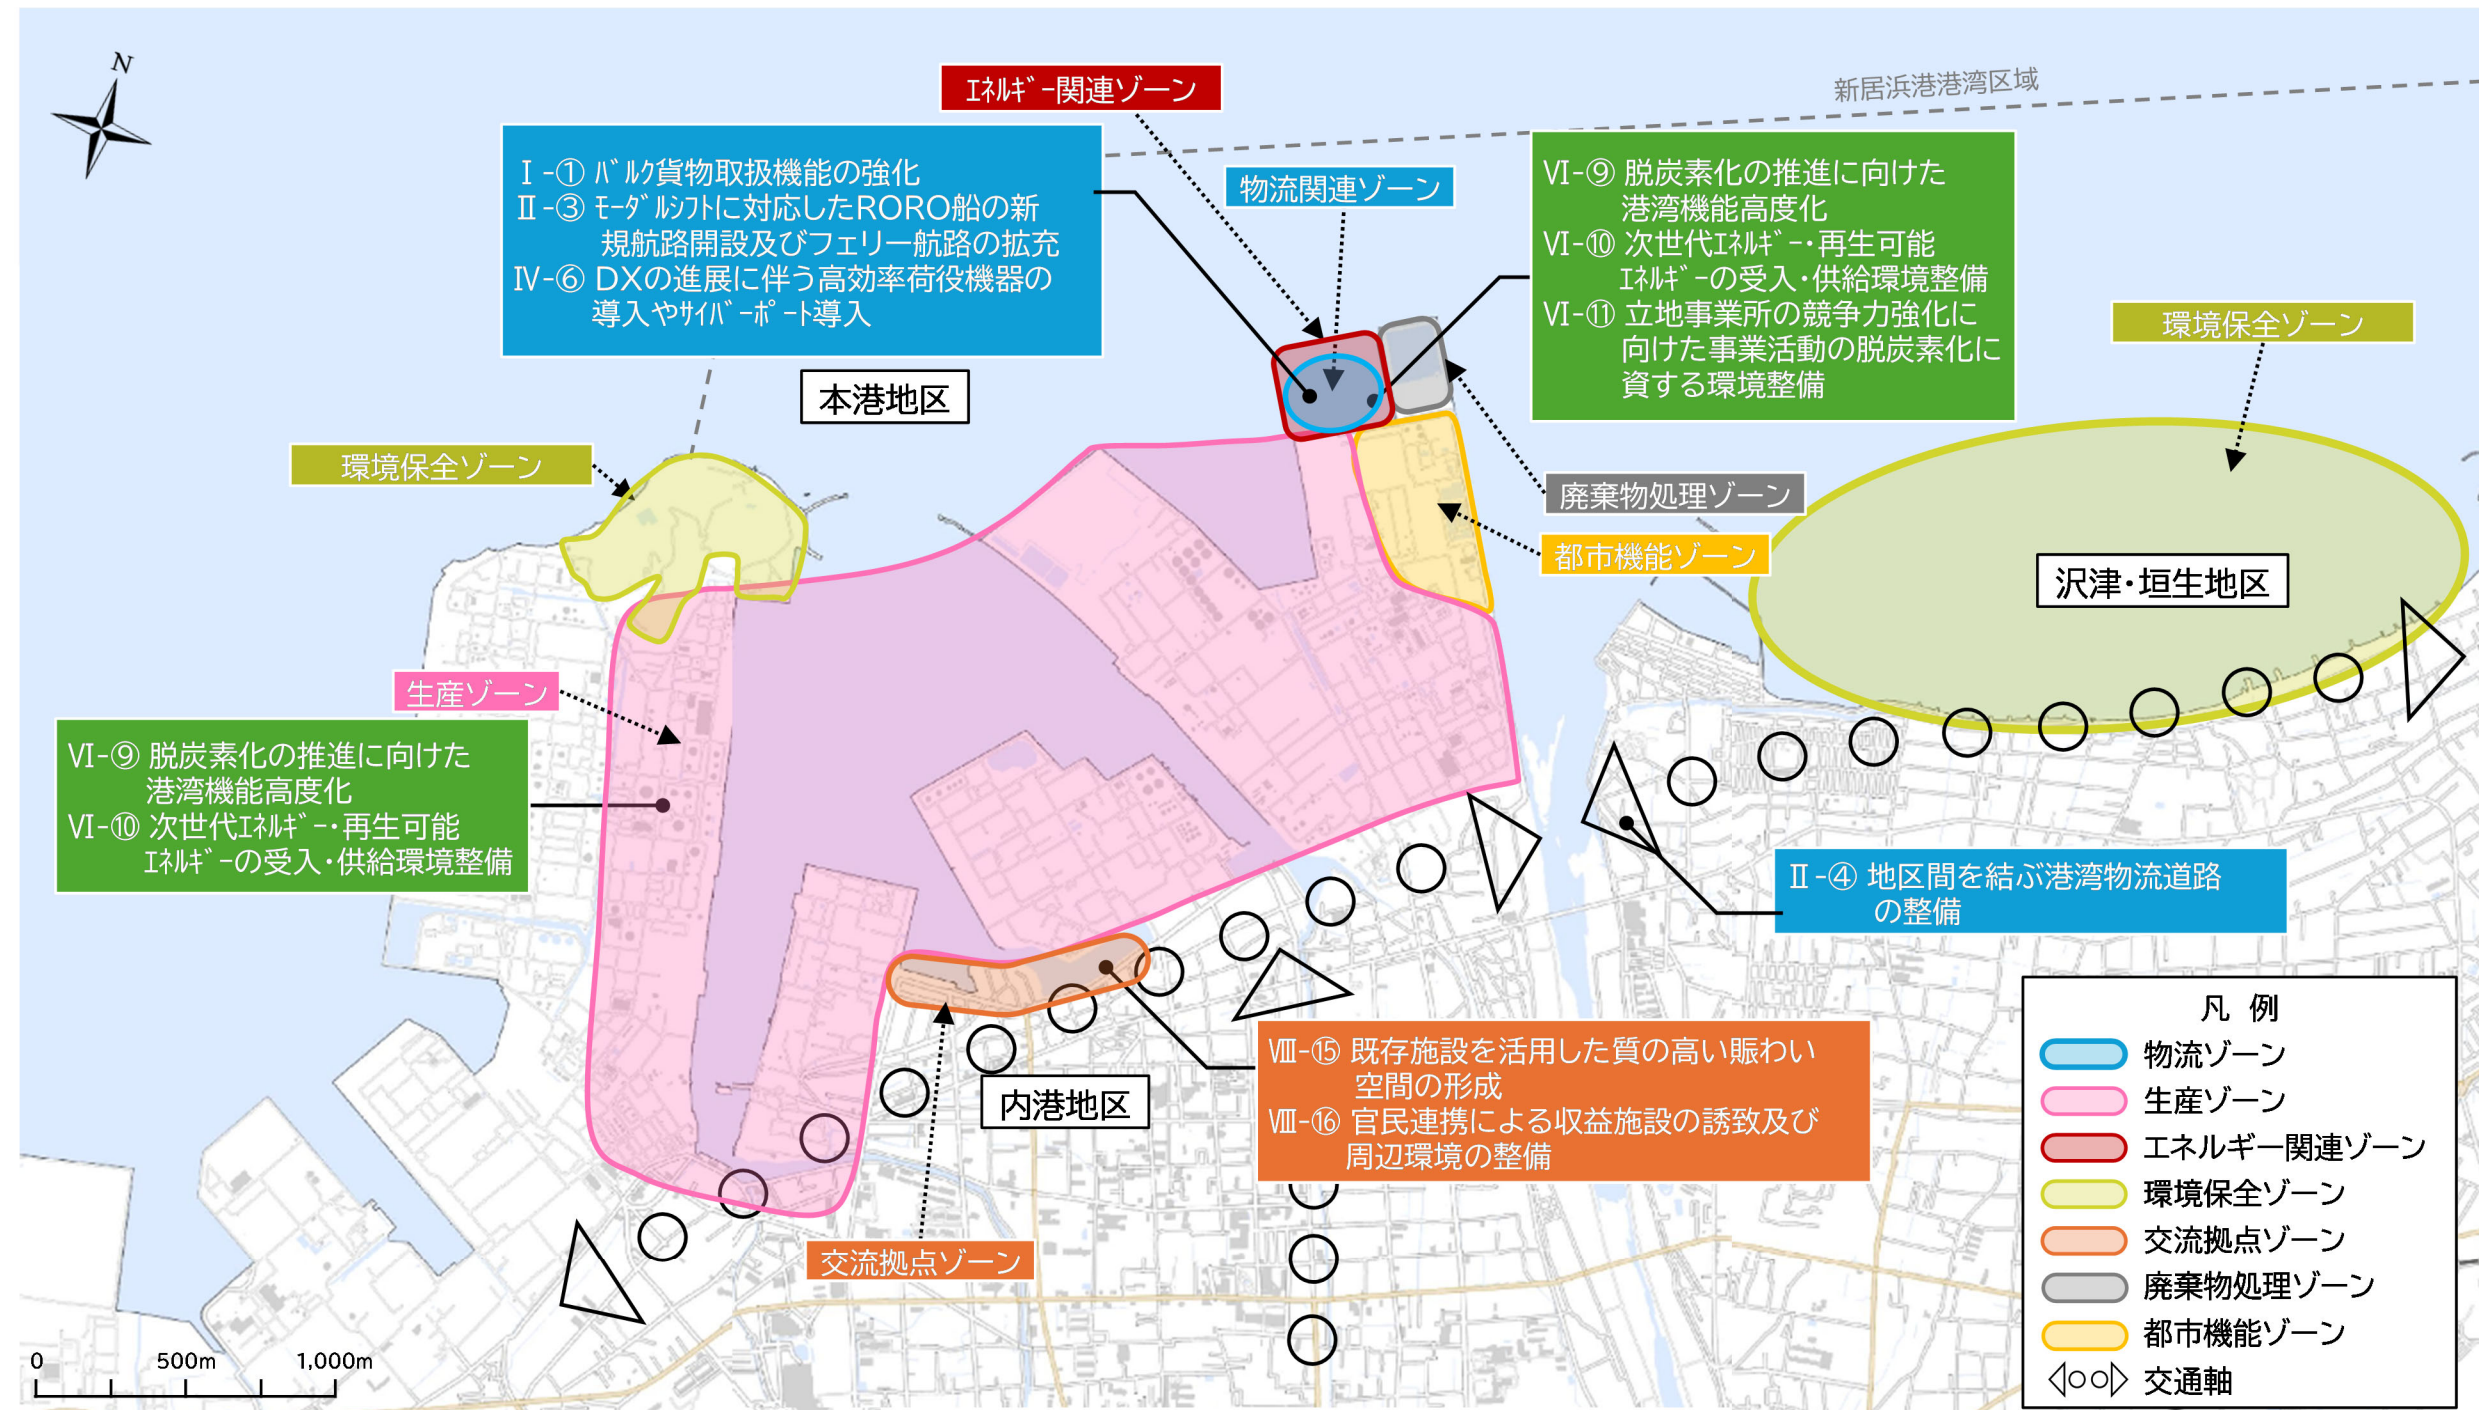 N
新居浜港港湾区域
ｴﾈﾙｷﾞｰ関連ゾーン
Ⅰ-① ﾊﾞﾙｸ貨物取扱機能の強化
Ⅱ-③ ﾓｰﾀﾞﾙｼﾌﾄに対応したRORO船の新
規航路開設及びフェリー航路の拡充
Ⅳ-⑥ DXの進展に伴う高効率荷役機器の
導入やｻｲﾊﾞｰﾎﾟｰﾄ導入
物流関連ゾーン
Ⅵ-⑨ 脱炭素化の推進に向けた
港湾機能高度化
Ⅵ-⑩ 次世代ｴﾈﾙｷﾞｰ・再生可能
ｴﾈﾙｷﾞｰの受入・供給環境整備
Ⅵ-⑪ 立地事業所の競争力強化に
向けた事業活動の脱炭素化に
資する環境整備
環境保全ゾーン
本港地区
環境保全ゾーン
廃棄物処理ゾーン
都市機能ゾーン
沢津・垣生地区
生産ゾーン
Ⅵ-⑨ 脱炭素化の推進に向けた
港湾機能高度化
Ⅵ-⑩ 次世代ｴﾈﾙｷﾞｰ・再生可能
ｴﾈﾙｷﾞｰの受入・供給環境整備
Ⅱ-④ 地区間を結ぶ港湾物流道路
の整備
内港地区
Ⅷ-⑮ 既存施設を活用した質の高い賑わい
空間の形成
Ⅷ-⑯ 官民連携による収益施設の誘致及び
周辺環境の整備
交流拠点ゾーン
凡 例
物流ゾーン
生産ゾーン
エネルギー関連ゾーン
環境保全ゾーン
交流拠点ゾーン
廃棄物処理ゾーン
都市機能ゾーン
交通軸
0 500m 1,000m